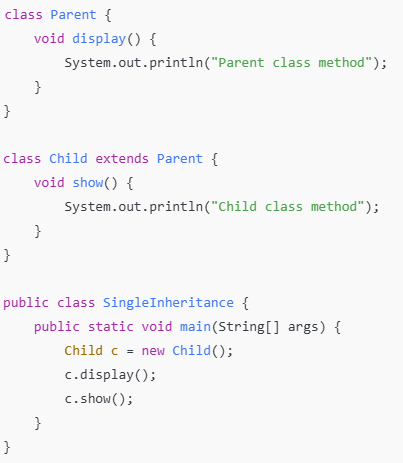 class Parent {
    void display() {
        System.out.println("Parent class method");
    }
}

class Child extends Parent {
    void show() {
        System.out.println("Child class method");
    }
}

public class SingleInheritance {
    public static void main(String[] args) {
        Child c = new Child();
        c.display();
        c.show();
    }
}